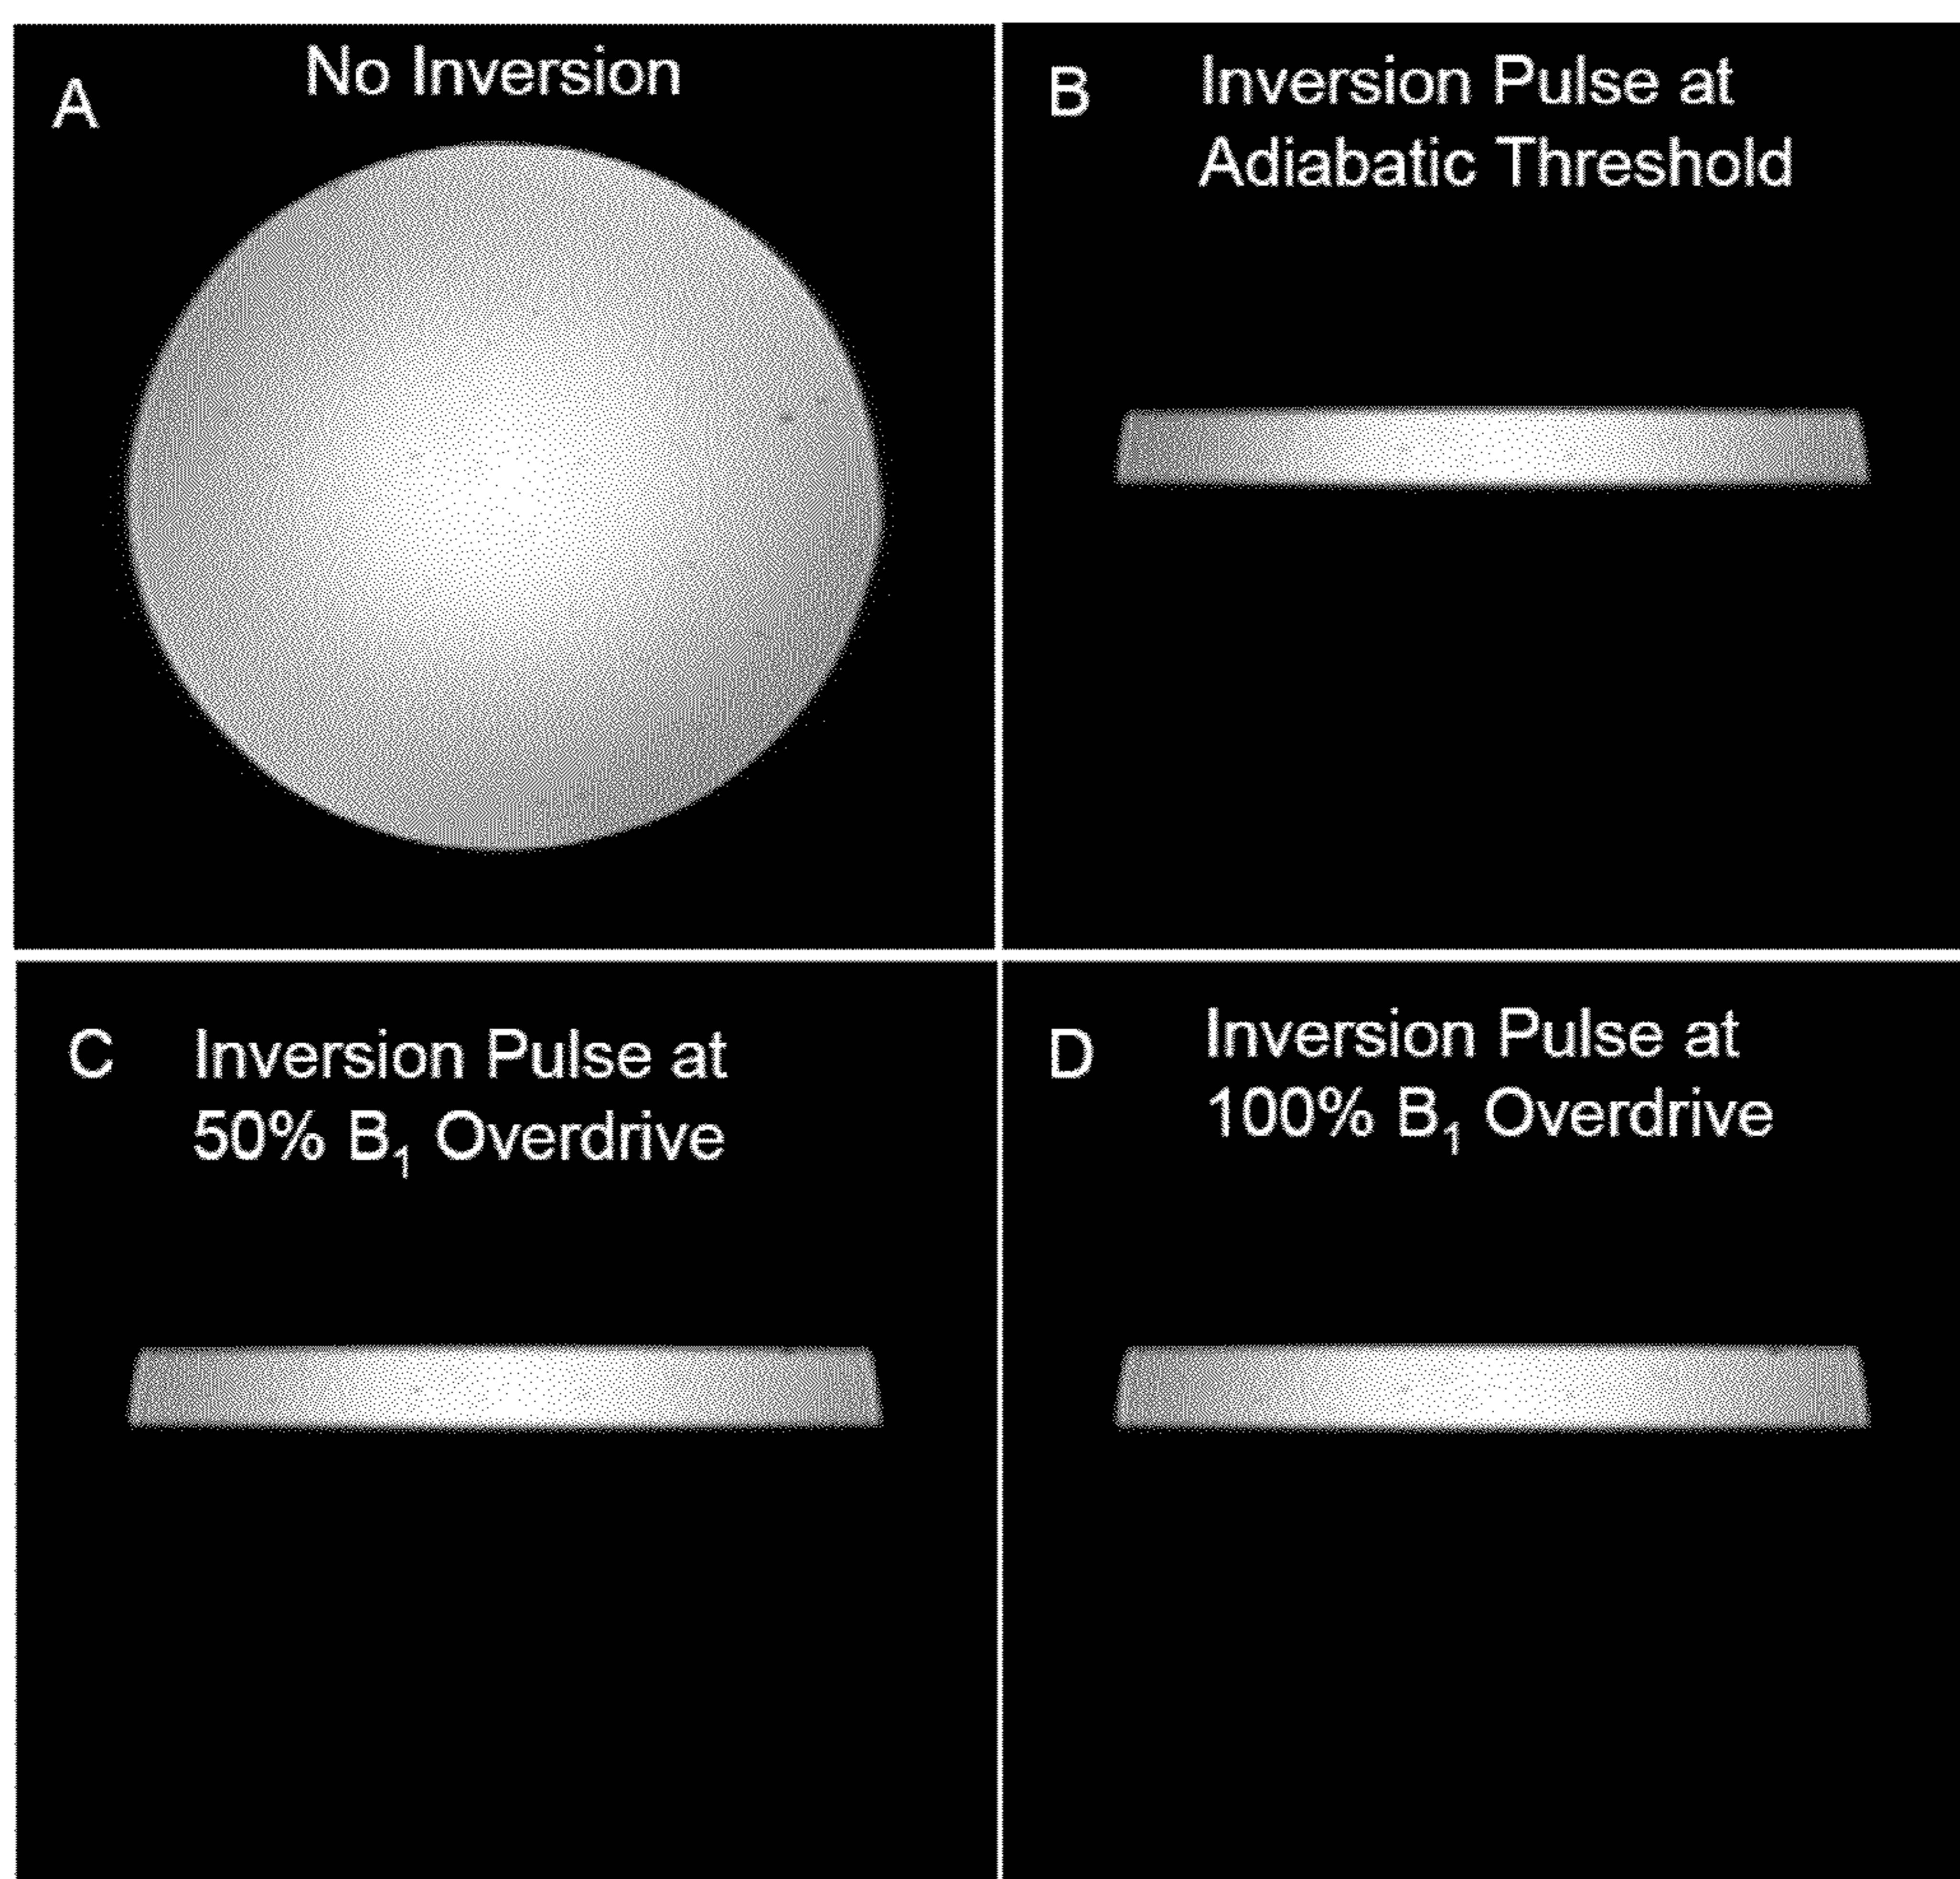 A
No Inversion
B
Inversion Pulse at
Adiabatic Threshold
C
Inversion Pulse at
50% B₁ Overdrive
D
Inversion Pulse at
100% B₁ Overdrive